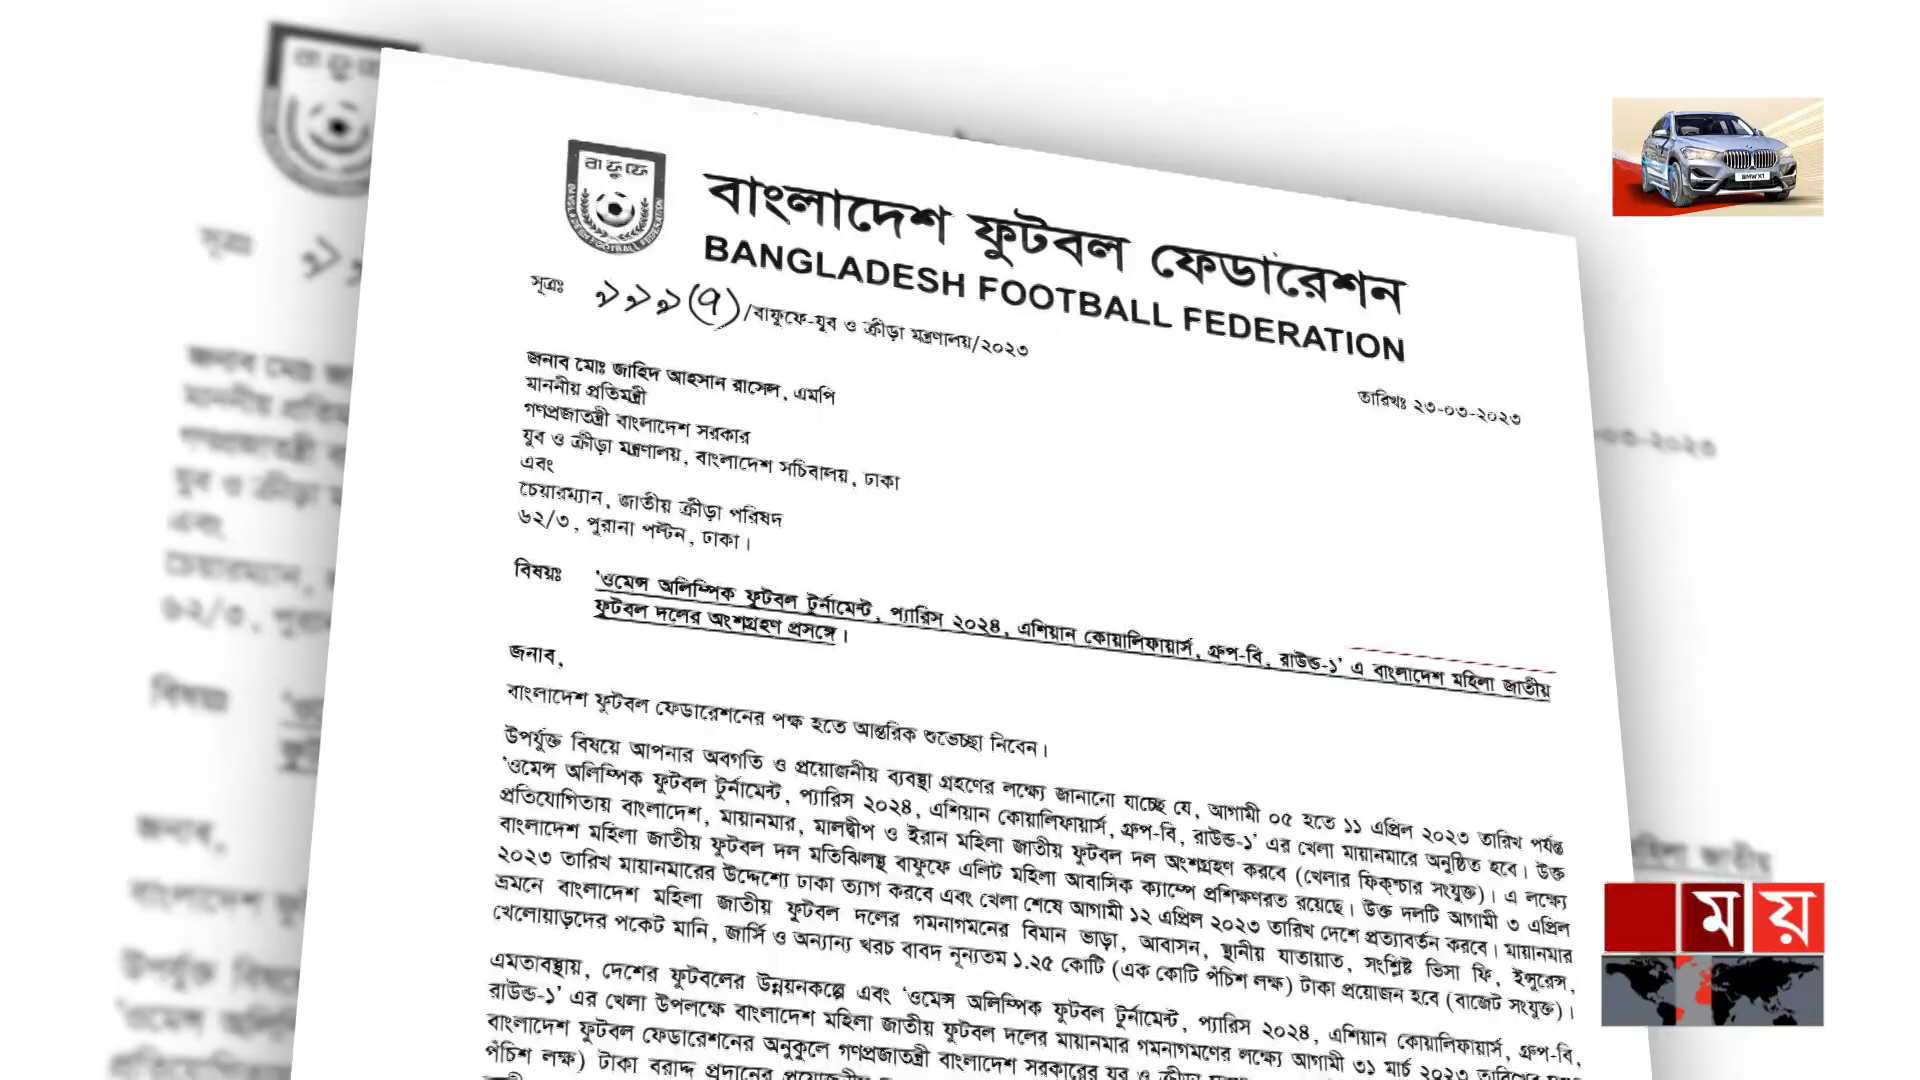 বাফুফে
বাংলাদেশ ফুটবল ফেডারেশন
BANGLADESH FOOTBALL FEDERATION
সূত্রঃ ৯৯৯(৭)/বাফুফে-যুব ও ক্রীড়া মন্ত্রণালয়/২০২৩
তারিখঃ ২৩-০৩-২০২৩
জনাব মোঃ জাহিদ আহসান রাসেল, এমপি
মাননীয় প্রতিমন্ত্রী
গণপ্রজাতন্ত্রী বাংলাদেশ সরকার
যুব ও ক্রীড়া মন্ত্রণালয়, বাংলাদেশ সচিবালয়, ঢাকা
এবং
চেয়ারম্যান, জাতীয় ক্রীড়া পরিষদ
৬২/৩, পুরানা পল্টন, ঢাকা।
বিষয়ঃ 'ওমেন্স অলিম্পিক ফুটবল টুর্নামেন্ট, প্যারিস ২০২৪, এশিয়ান কোয়ালিফায়ার্স, গ্রুপ-বি, রাউন্ড-১' এ বাংলাদেশ মহিলা জাতীয়
ফুটবল দলের অংশগ্রহণ প্রসঙ্গে।
জনাব,
বাংলাদেশ ফুটবল ফেডারেশনের পক্ষ হতে আন্তরিক শুভেচ্ছা নিবেন।
উপর্যুক্ত বিষয়ে আপনার অবগতি ও প্রয়োজনীয় ব্যবস্থা গ্রহণের লক্ষ্যে জানানো যাচ্ছে যে, আগামী ০৫ হতে ১১ এপ্রিল ২০২৩ তারিখ পর্যন্ত
'ওমেন্স অলিম্পিক ফুটবল টুর্নামেন্ট, প্যারিস ২০২৪, এশিয়ান কোয়ালিফায়ার্স, গ্রুপ-বি, রাউন্ড-১' এর খেলা মায়ানমারে অনুষ্ঠিত হবে। উক্ত
প্রতিযোগিতায় বাংলাদেশ, মায়ানমার, মালদ্বীপ ও ইরান মহিলা জাতীয় ফুটবল দল অংশগ্রহণ করবে (খেলার ফিক্শ্চার সংযুক্ত)। এ লক্ষ্যে
বাংলাদেশ মহিলা জাতীয় ফুটবল দল মতিঝিলস্থ বাফুফে এলিট মহিলা আবাসিক ক্যাম্পে প্রশিক্ষণরত রয়েছে। উক্ত দলটি আগামী ৩ এপ্রিল
২০২৩ তারিখ মায়ানমারের উদ্দেশ্যে ঢাকা ত্যাগ করবে এবং খেলা শেষে আগামী ১২ এপ্রিল ২০২৩ তারিখ দেশে প্রত্যাবর্তন করবে। মায়ানমার
ভ্রমনে বাংলাদেশ মহিলা জাতীয় ফুটবল দলের গমনাগমনের বিমান ভাড়া, আবাসন, স্থানীয় যাতায়াত, সংশ্লিষ্ট ভিসা ফি, ইন্সুরেন্স,
খেলোয়াড়দের পকেট মানি, জার্সি ও অন্যান্য খরচ বাবদ নূন্যতম ১.২৫ কোটি (এক কোটি পঁচিশ লক্ষ) টাকা প্রয়োজন হবে (বাজেট সংযুক্ত)।
এমতাবস্থায়, দেশের ফুটবলের উন্নয়নকল্পে এবং 'ওমেন্স অলিম্পিক ফুটবল টুর্নামেন্ট, প্যারিস ২০২৪, এশিয়ান কোয়ালিফায়ার্স, গ্রুপ-বি,
রাউন্ড-১' এর খেলা উপলক্ষে বাংলাদেশ মহিলা জাতীয় ফুটবল দলের মায়ানমার গমনাগমণের লক্ষ্যে আগামী ৩১ মার্চ ২০২৩
বাংলাদেশ ফুটবল ফেডারেশনের অনুকুলে গণপ্রজাতন্ত্রী বাংলাদেশ সরকারের যুব ও ক্রীড়া
পঁচিশ লক্ষ) টাকা বরাদ্দ প্রদানের
BMW X1
ময়